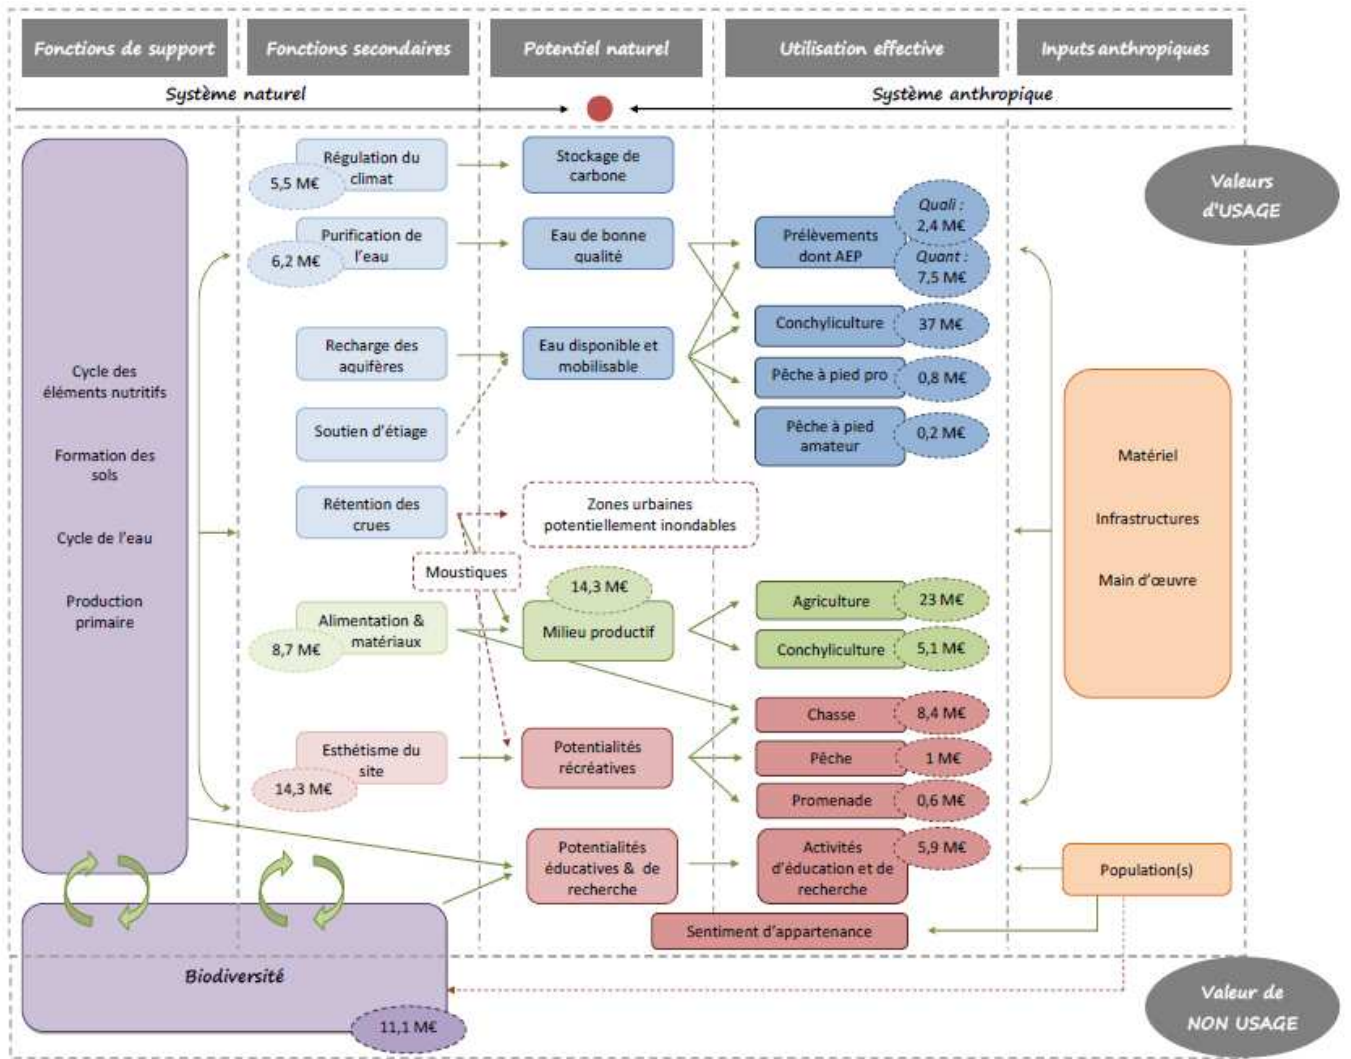 Fonctions de support
Fonctions secondaires
Potentiel naturel
Utilisation effective
Inputs anthropiques
Système naturel
Système anthropique
Valeurs
d'USAGE
Cycle des
éléments nutritifs
Formation des
sols
Cycle de l'eau
Production
primaire
Régulation du
climat
5,5 M€
Purification de
l'eau
6,2 M€
Recharge des
aquifères
Soutien d'étiage
Rétention des
crues
Moustiques
Alimentation &
matériaux
8,7 M€
Esthétisme du
site
14,3 M€
Stockage de
carbone
Eau de bonne
qualité
Eau disponible et
mobilisable
Zones urbaines
potentiellement inondables
14,3 M€
Milieu productif
Potentialités
récréatives
Potentialités
éducatives & de
recherche
Prélèvements
dont AEP
Quali :
2,4 M€
Quant :
7,5 M€
Conchyliculture
37 M€
Pêche à pied pro
0,8 M€
Pêche à pied
amateur
0,2 M€
Agriculture
23 M€
Conchyliculture
5,1 M€
Chasse
8,4 M€
Pêche
1 M€
Promenade
0,6 M€
Activités
d'éducation et de
recherche
5,9 M€
Sentiment d'appartenance
Matériel
Infrastructures
Main d'œuvre
Population(s)
Biodiversité
11,1 M€
Valeur de
NON USAGE